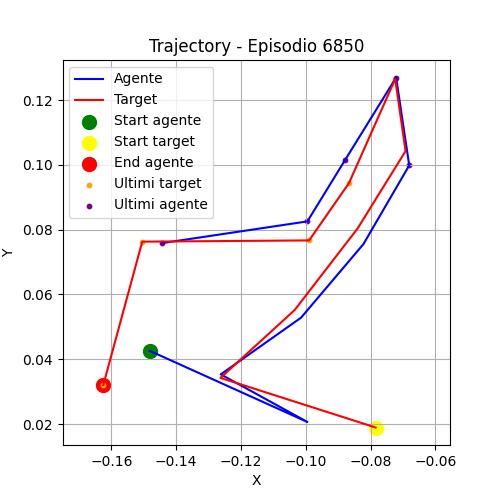 Trajectory - Episodio 6850
Agente
Target
Start agente
Start target
End agente
Ultimi target
Ultimi agente
0.12
0.10
0.08
0.06
0.04
0.02
Y
−0.16
−0.14
−0.12
−0.10
−0.08
−0.06
X